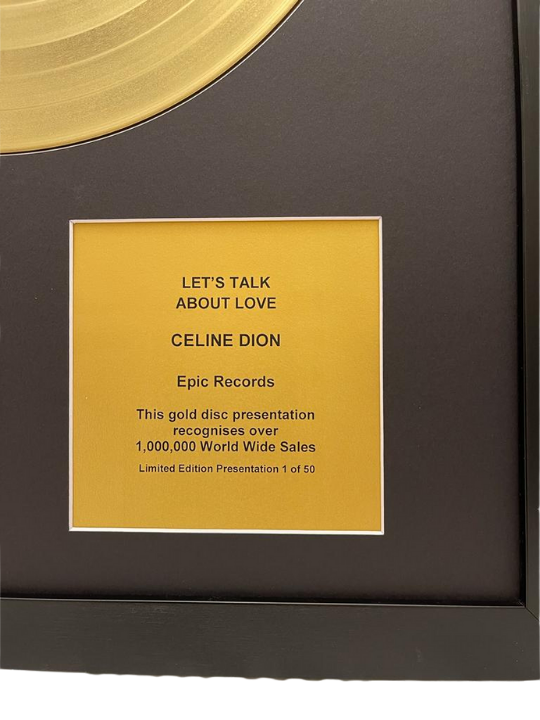 LET'S TALK
ABOUT LOVE
CELINE DION
Epic Records
This gold disc presentation
recognises over
1,000,000 World Wide Sales
Limited Edition Presentation 1 of 50